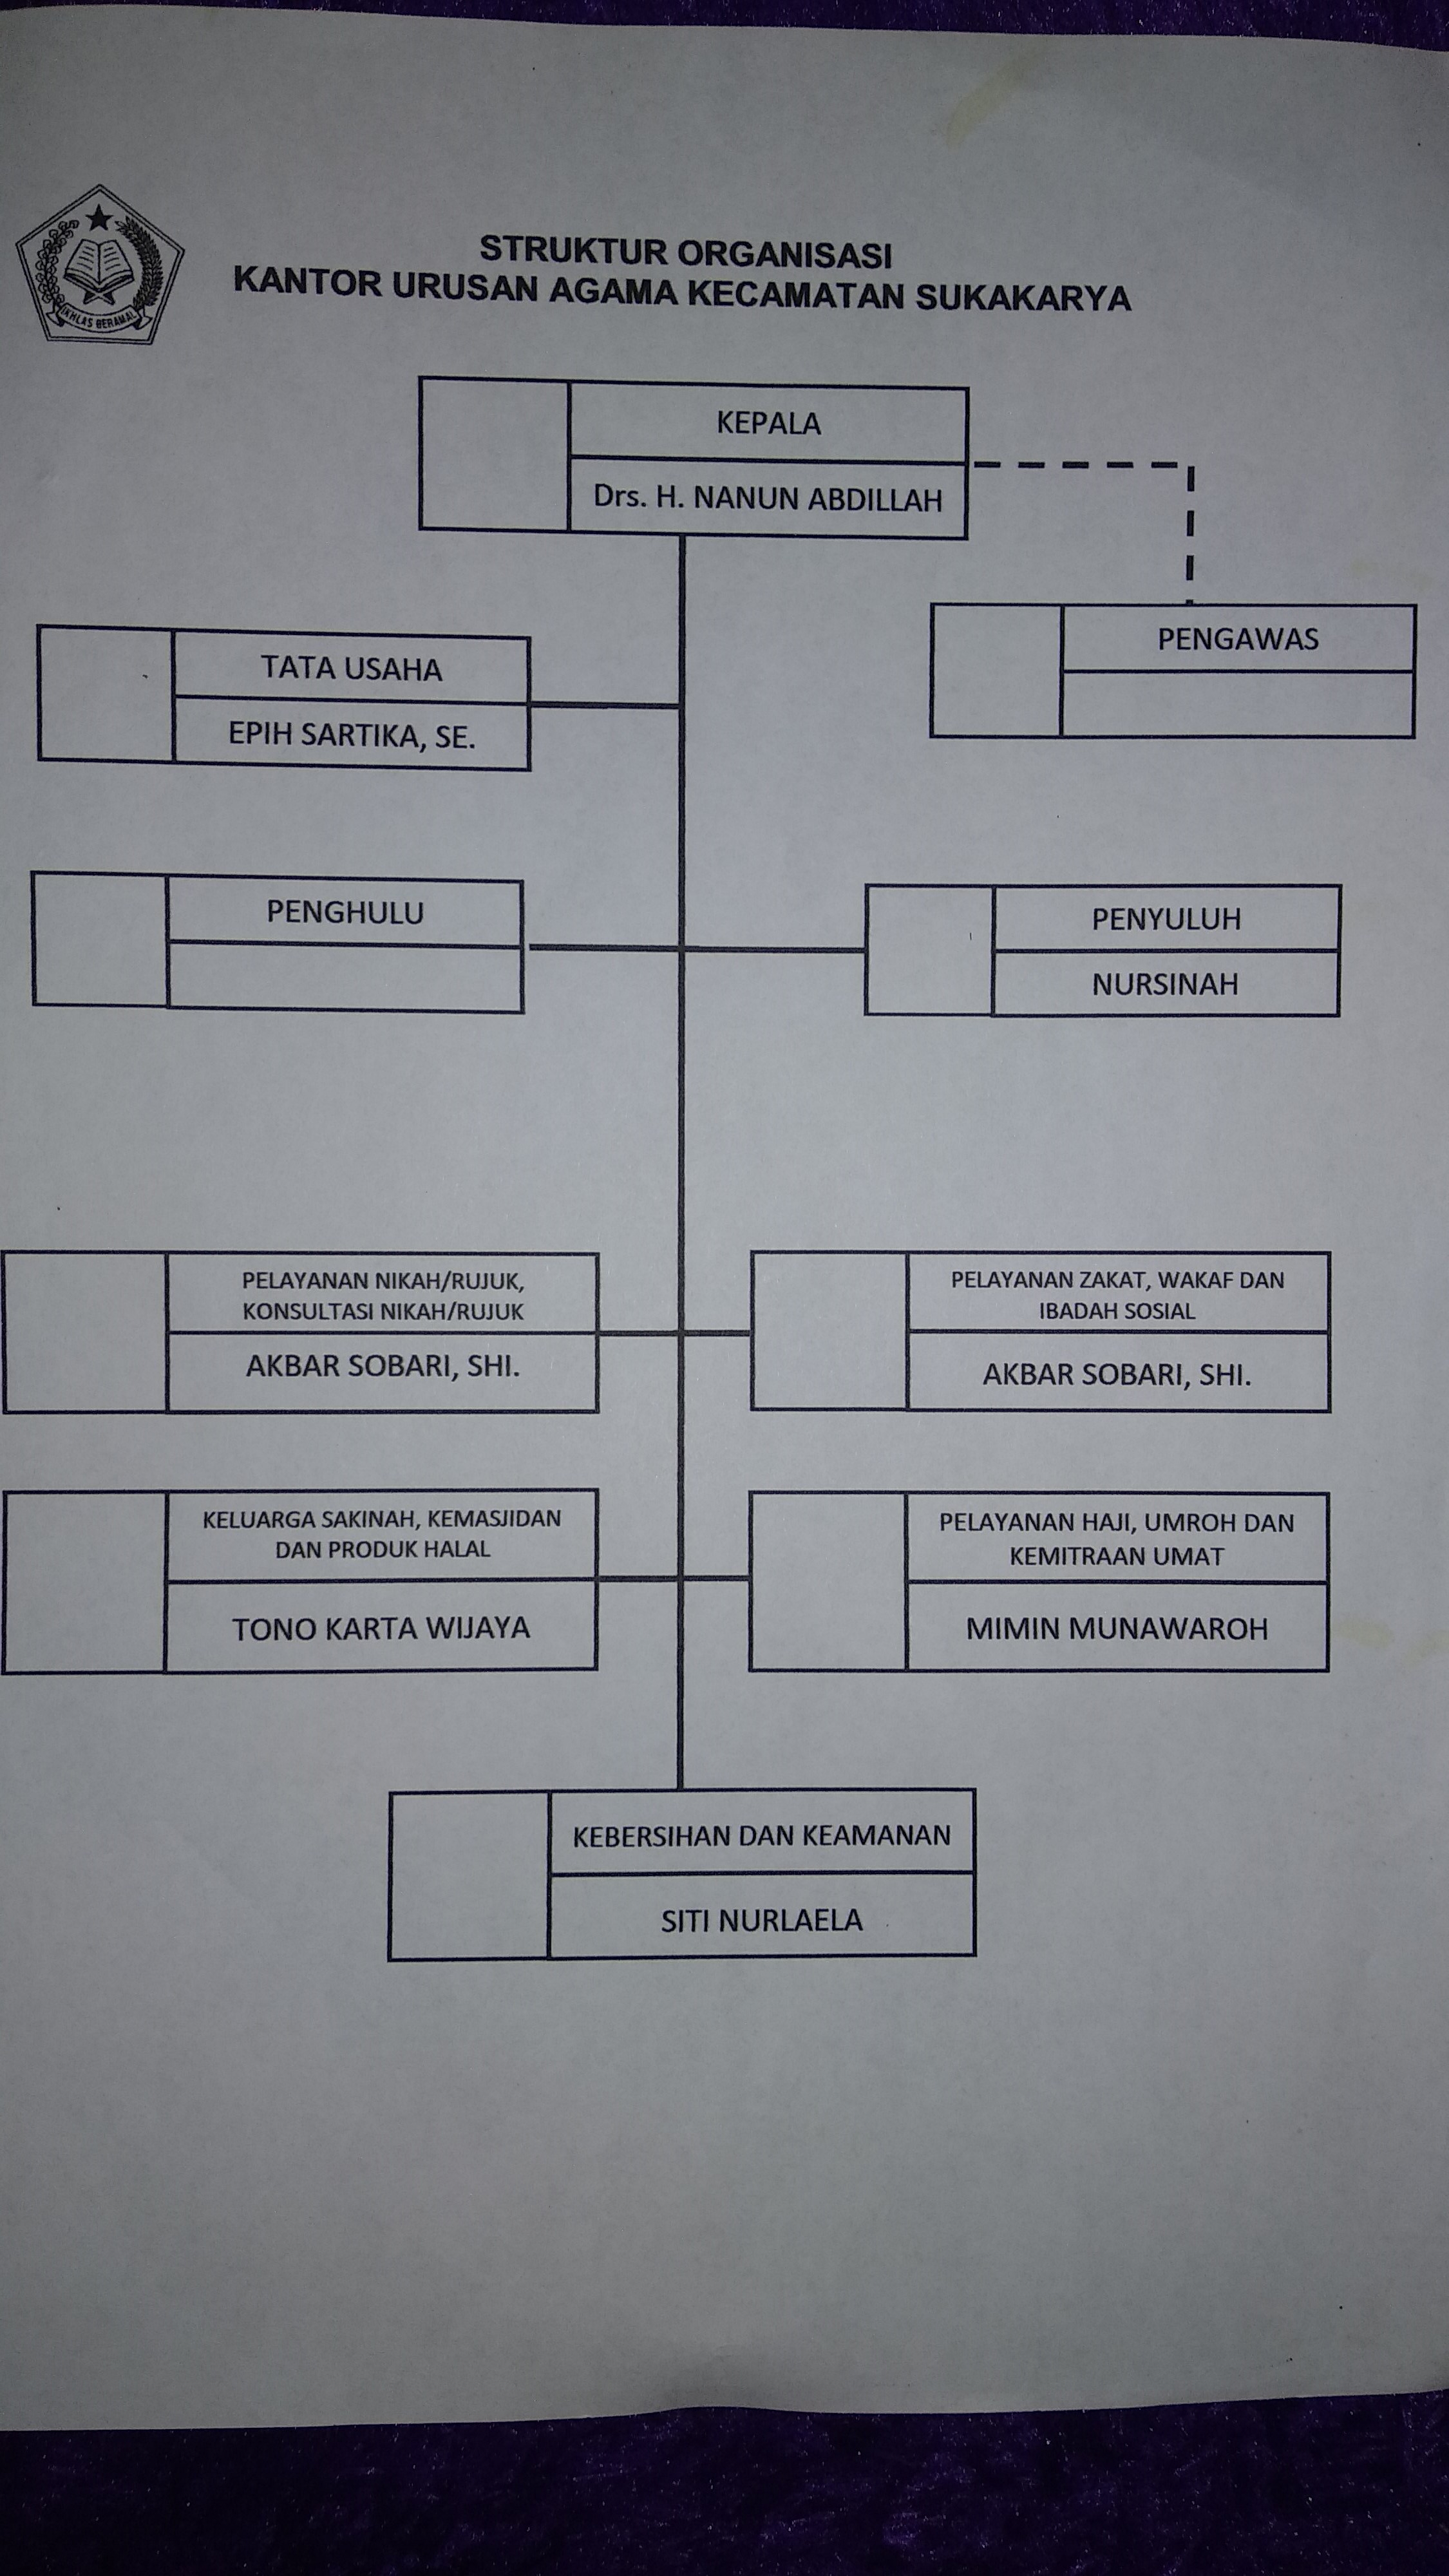 IKHLAS BERAMAL
STRUKTUR ORGANISASI
KANTOR URUSAN AGAMA KECAMATAN SUKAKARYA
KEPALA
Drs. H. NANUN ABDILLAH
PENGAWAS
TATA USAHA
EPIH SARTIKA, SE.
PENGHULU
PENYULUH
NURSINAH
PELAYANAN NIKAH/RUJUK,
KONSULTASI NIKAH/RUJUK
AKBAR SOBARI, SHI.
PELAYANAN ZAKAT, WAKAF DAN
IBADAH SOSIAL
AKBAR SOBARI, SHI.
KELUARGA SAKINAH, KEMASJIDAN
DAN PRODUK HALAL
TONO KARTA WIJAYA
PELAYANAN HAJI, UMROH DAN
KEMITRAAN UMAT
MIMIN MUNAWAROH
KEBERSIHAN DAN KEAMANAN
SITI NURLAELA